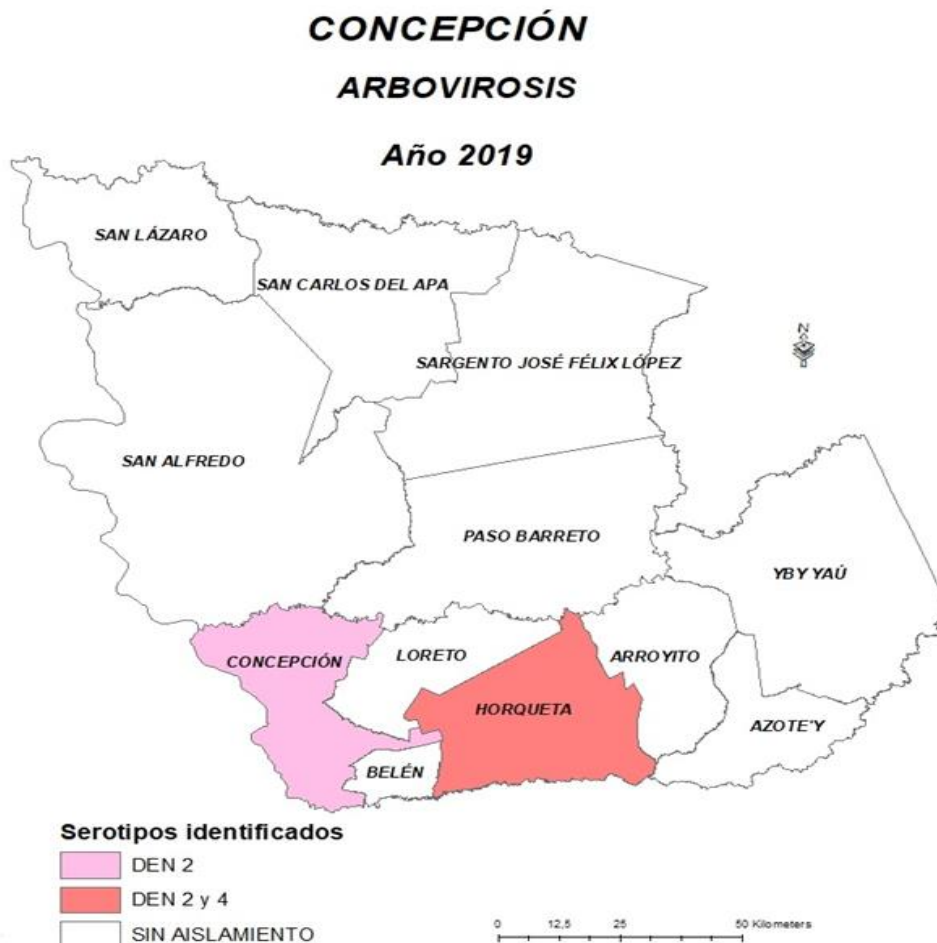 CONCEPCIÓN
ARBOVIROSIS
Año 2019
SAN LÁZARO
SAN CARLOS DEL APA
N
SARGENTO JOSÉ FÉLIX LÓPEZ
SAN ALFREDO
PASO BARRETO
YBY YAÚ
CONCEPCIÓN
LORETO
ARROYITO
HORQUETA
AZOTE'Y
BELÉN
Serotipos identificados
DEN 2
DEN 2 y 4
SIN AISLAMIENTO
0 12,5 25 50 Kilometers